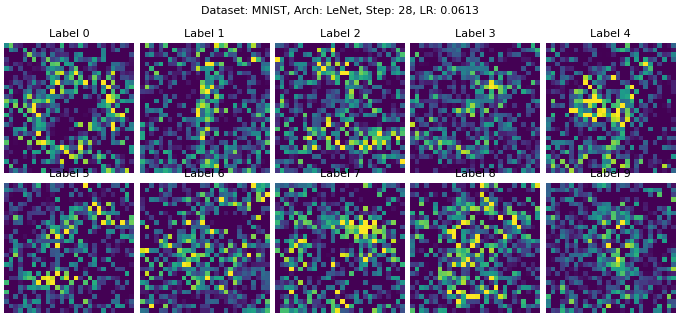 Dataset: MNIST, Arch: LeNet, Step: 28, LR: 0.0613
Label 0 Label 1 Label 2 Label 3 Label 4
Label 5 Label 6 Label 7 Label 8 Label 9